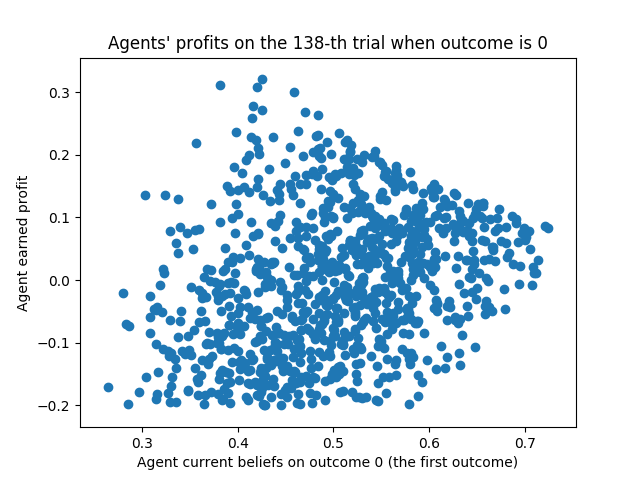 Agents' profits on the 138-th trial when outcome is 0
Agent earned profit
0.3
0.2
0.1
0.0
−0.1
−0.2
0.3 0.4 0.5 0.6 0.7
Agent current beliefs on outcome 0 (the first outcome)